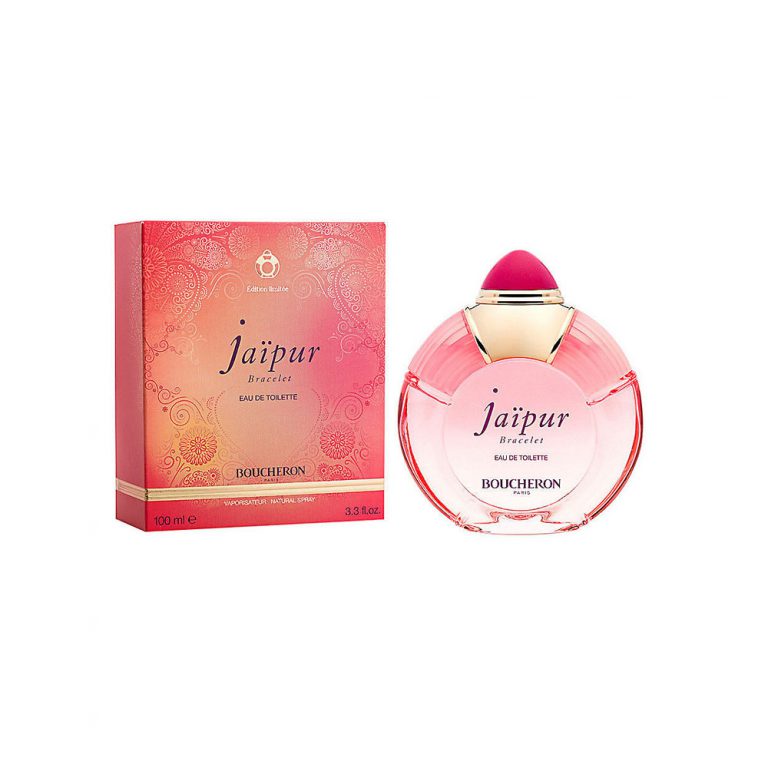 Édition limitée
jaïpur
Bracelet
EAU DE TOILETTE
BOUCHERON
PARIS
VAPORISATEUR · NATURAL SPRAY
100 ml ℮
3.3 fl.oz.
jaïpur
Bracelet
EAU DE TOILETTE
BOUCHERON
PARIS